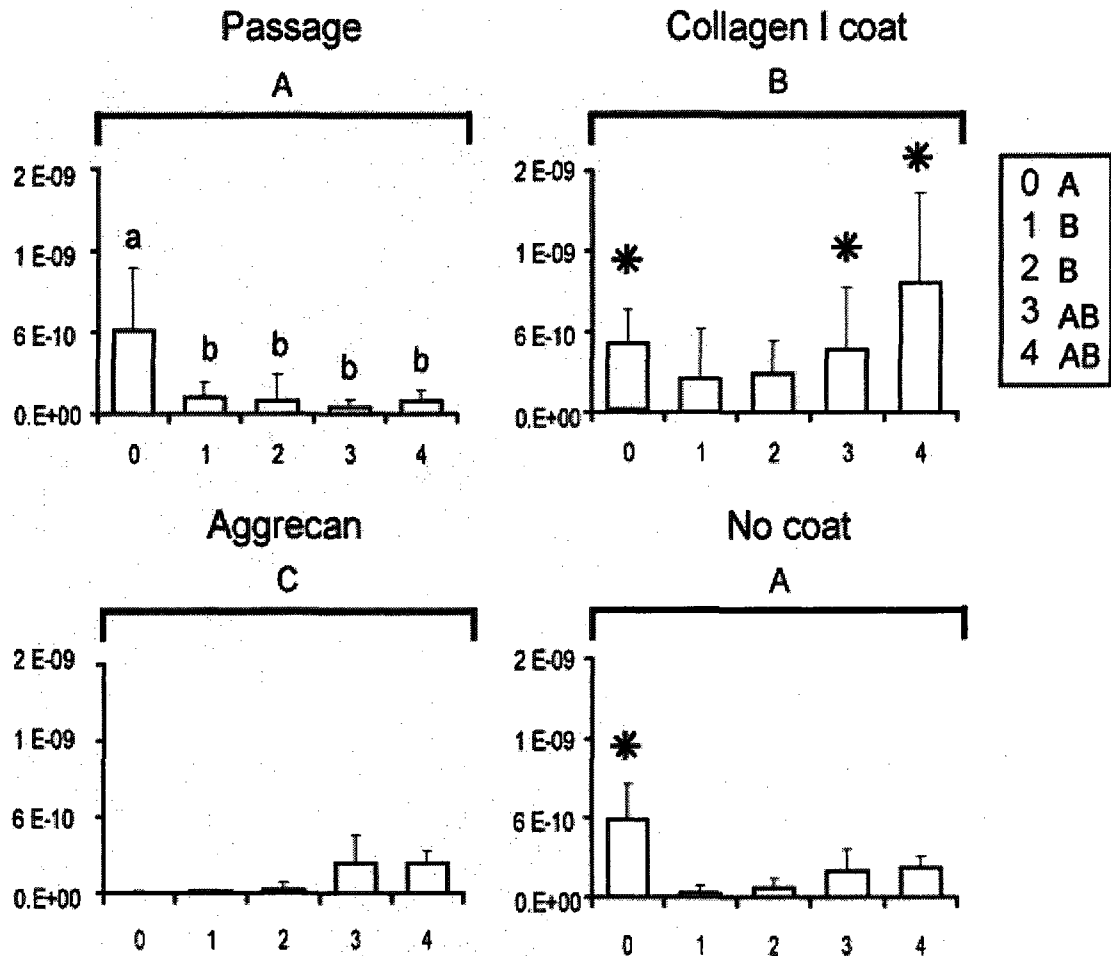 Passage
A
2 E-09
1 E-09
6 E-10
0.E+00
a
b
b
b
b
0 1 2 3 4
Collagen I coat
B
2 E-09
1 E-09
6 E-10
0.E+00
*
*
*
0 1 2 3 4
0 A
1 B
2 B
3 AB
4 AB
Aggrecan
C
2 E-09
1 E-09
6 E-10
0.E+00
0 1 2 3 4
No coat
A
2 E-09
1 E-09
6 E-10
0.E+00
*
0 1 2 3 4